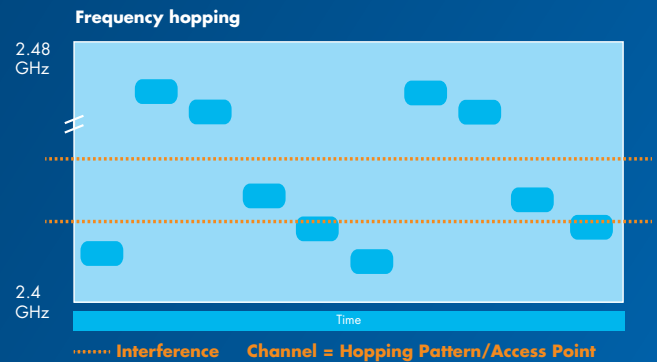 Frequency hopping
2.48
GHz
2.4
GHz
Time
Interference Channel = Hopping Pattern/Access Point